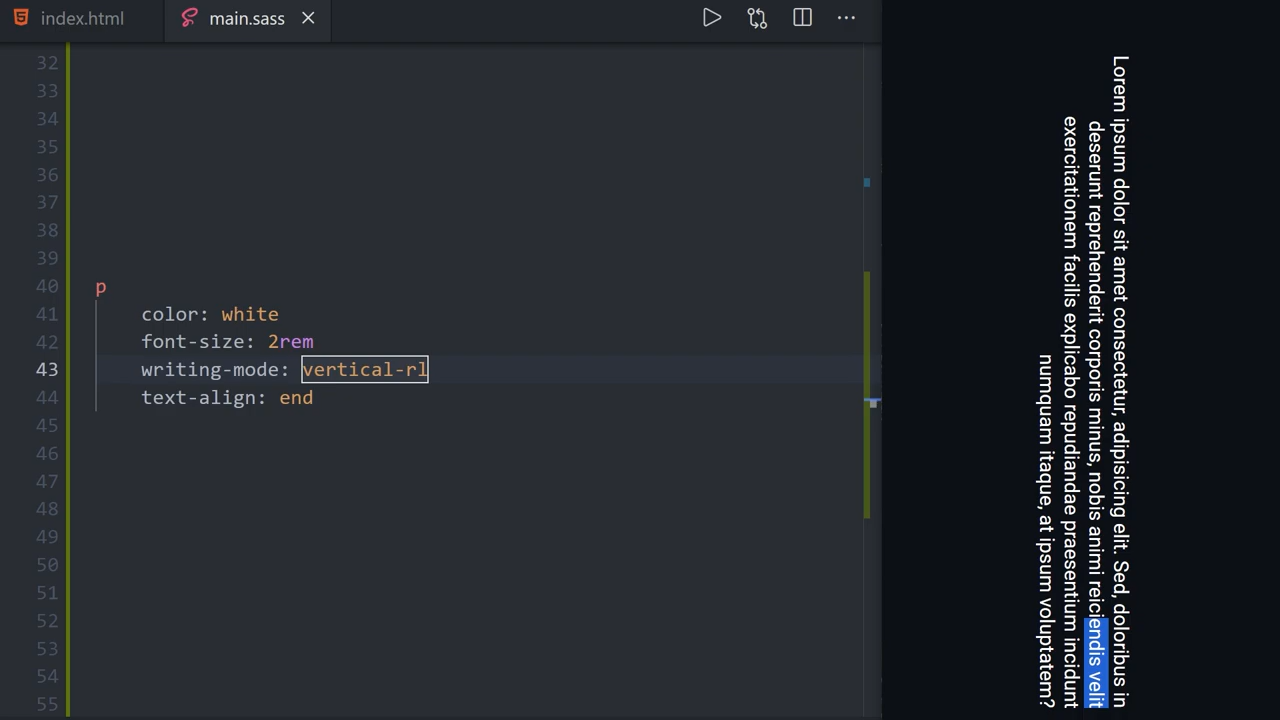 index.html
main.sass
32
33
34
35
36
37
38
39
40 p
41 color: white
42 font-size: 2rem
43 writing-mode: vertical-rl
44 text-align: end
45
46
47
48
49
50
51
52
53
54
55
Lorem ipsum dolor sit amet consectetur, adipisicing elit. Sed, doloribus in
deserunt reprehenderit corporis minus, nobis animi reiciendis velit
exercitationem facilis explicabo repudiandae praesentium incidunt
numquam itaque, at ipsum voluptatem?